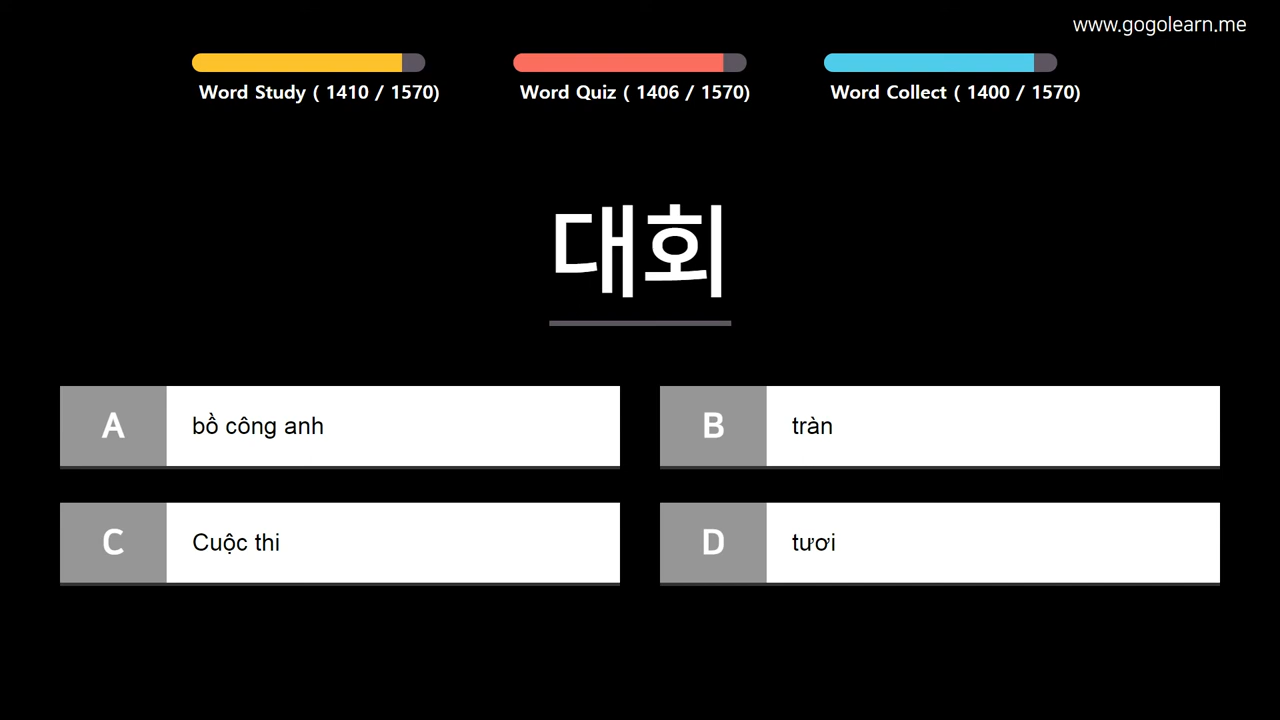 www.gogolearn.me
Word Study ( 1410 / 1570)
Word Quiz ( 1406 / 1570)
Word Collect ( 1400 / 1570)
대회
A bồ công anh
B tràn
C Cuộc thi
D tươi